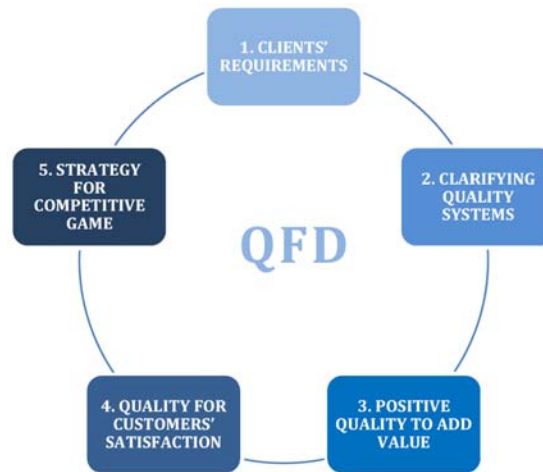 1. CLIENTS'
REQUIREMENTS
2. CLARIFYING
QUALITY
SYSTEMS
3. POSITIVE
QUALITY TO ADD
VALUE
4. QUALITY FOR
CUSTOMERS'
SATISFACTION
5. STRATEGY
FOR
COMPETITIVE
GAME
QFD